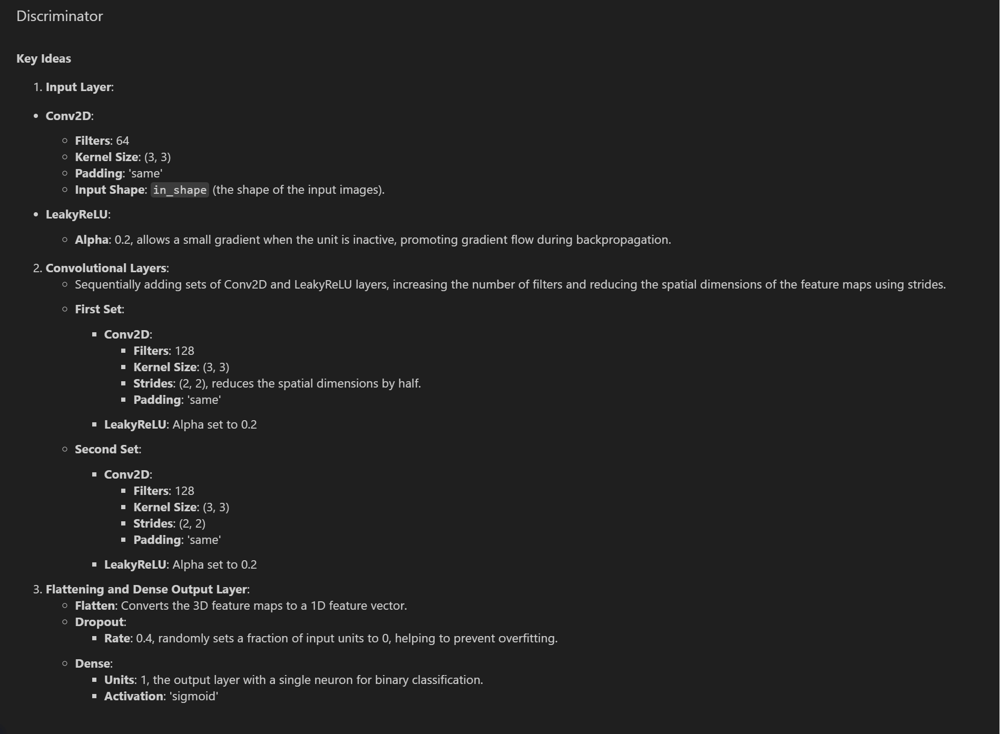 Discriminator
Key Ideas
1. Input Layer:
• Conv2D:
◦ Filters: 64
◦ Kernel Size: (3, 3)
◦ Padding: 'same'
◦ Input Shape: in_shape (the shape of the input images).
• LeakyReLU:
◦ Alpha: 0.2, allows a small gradient when the unit is inactive, promoting gradient flow during backpropagation.
2. Convolutional Layers:
◦ Sequentially adding sets of Conv2D and LeakyReLU layers, increasing the number of filters and reducing the spatial dimensions of the feature maps using strides.
◦ First Set:
▪ Conv2D:
▪ Filters: 128
▪ Kernel Size: (3, 3)
▪ Strides: (2, 2), reduces the spatial dimensions by half.
▪ Padding: 'same'
▪ LeakyReLU: Alpha set to 0.2
◦ Second Set:
▪ Conv2D:
▪ Filters: 128
▪ Kernel Size: (3, 3)
▪ Strides: (2, 2)
▪ Padding: 'same'
▪ LeakyReLU: Alpha set to 0.2
3. Flattening and Dense Output Layer:
◦ Flatten: Converts the 3D feature maps to a 1D feature vector.
◦ Dropout:
▪ Rate: 0.4, randomly sets a fraction of input units to 0, helping to prevent overfitting.
◦ Dense:
▪ Units: 1, the output layer with a single neuron for binary classification.
▪ Activation: 'sigmoid'